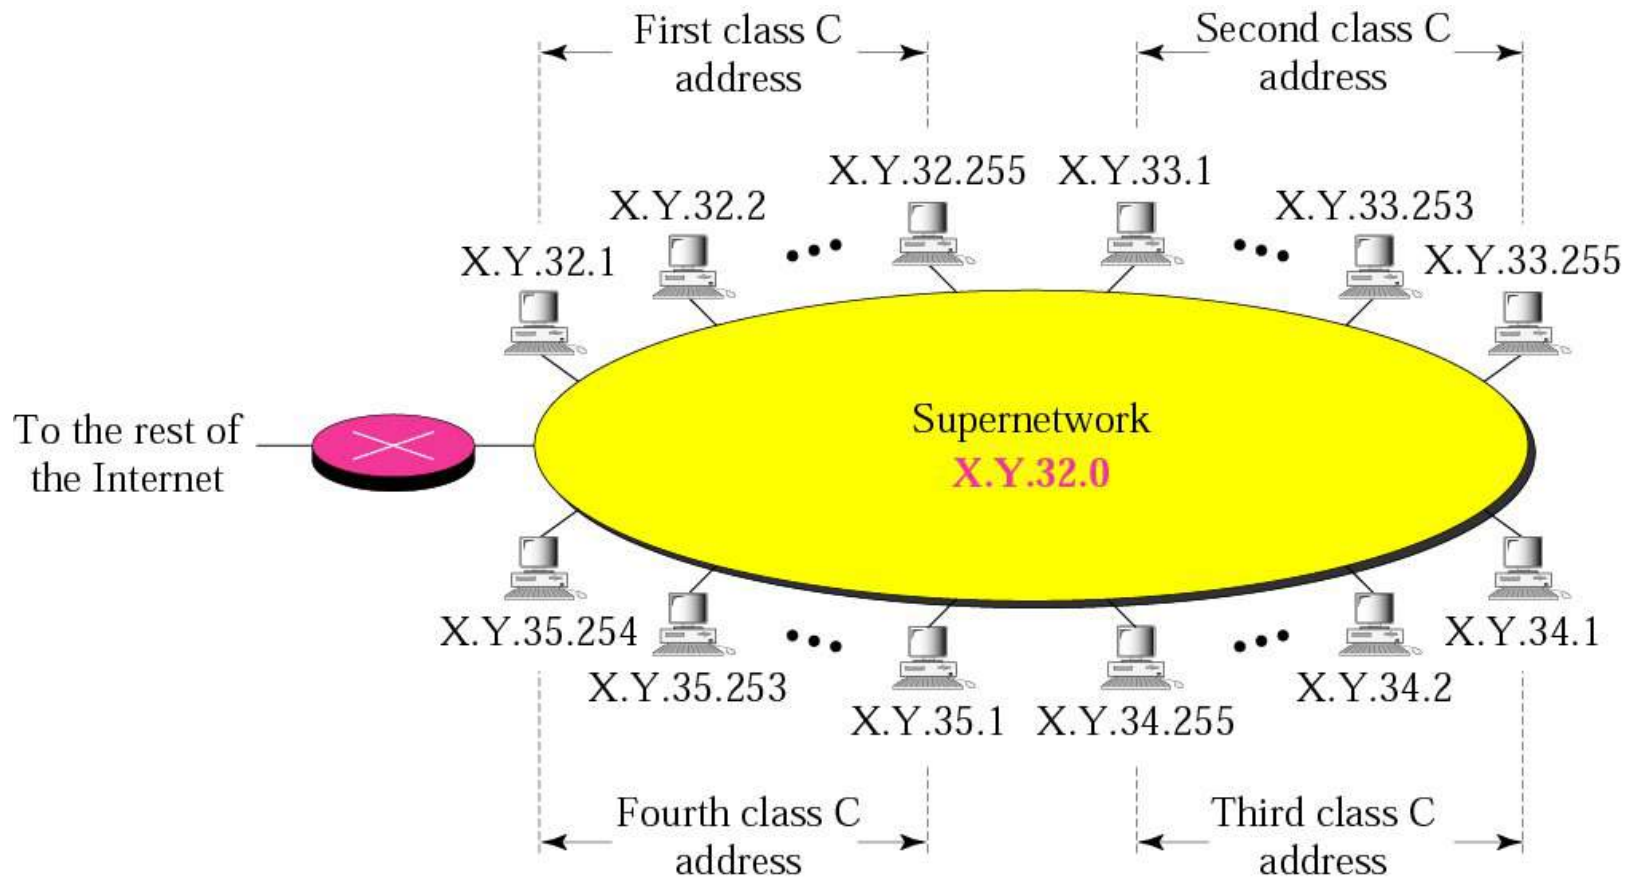 First class C
address
Second class C
address
X.Y.32.255
X.Y.33.1
X.Y.32.2
X.Y.33.253
X.Y.32.1
X.Y.33.255
To the rest of
the Internet
Supernetwork
X.Y.32.0
X.Y.35.254
X.Y.34.1
X.Y.35.253
X.Y.34.2
X.Y.35.1
X.Y.34.255
Fourth class C
address
Third class C
address